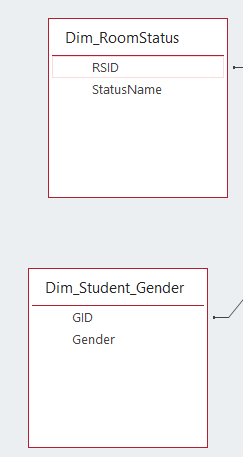 Dim_RoomStatus
RSID
StatusName
Dim_Student_Gender
GID
Gender